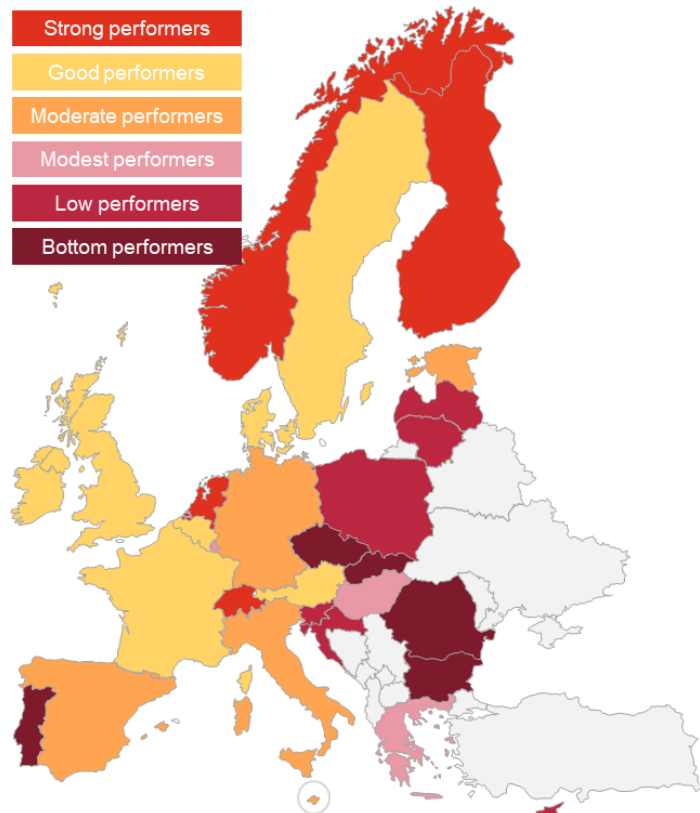 Strong performers
Good performers
Moderate performers
Modest performers
Low performers
Bottom performers